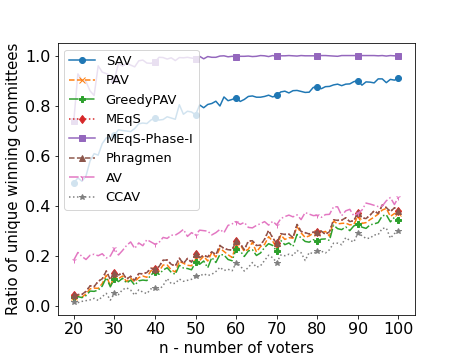 1.0
0.8
0.6
0.4
0.2
0.0
Ratio of unique winning committees
SAV
PAV
GreedyPAV
MEqS
MEqS-Phase-I
Phragmen
AV
CCAV
20 30 40 50 60 70 80 90 100
n - number of voters